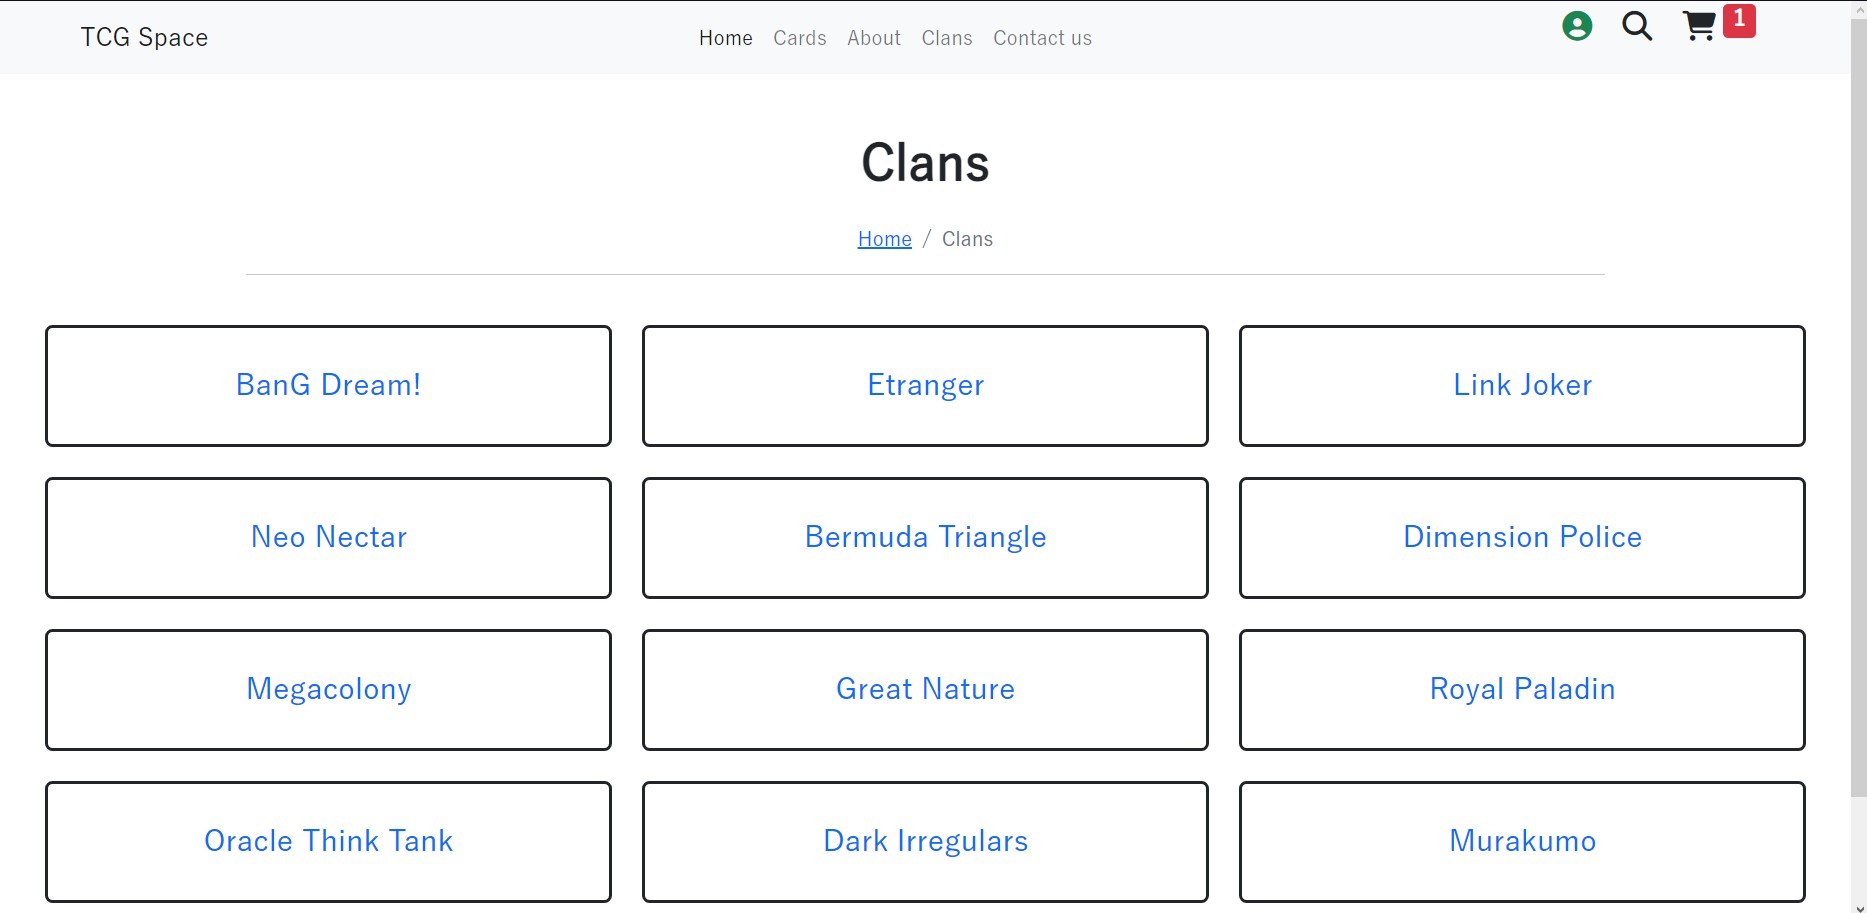 TCG Space
Home Cards About Clans Contact us
1
Clans
Home / Clans
BanG Dream!
Etranger
Link Joker
Neo Nectar
Bermuda Triangle
Dimension Police
Megacolony
Great Nature
Royal Paladin
Oracle Think Tank
Dark Irregulars
Murakumo